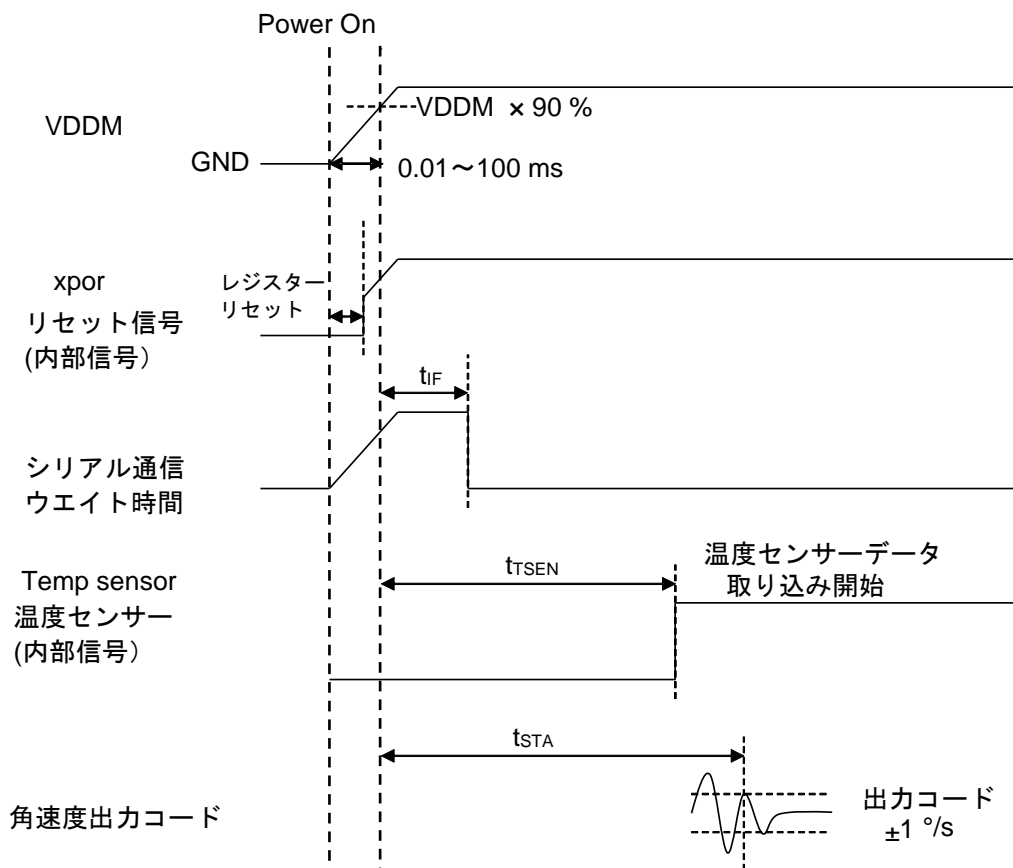 Power On
VDDM
VDDM × 90 %
GND
0.01～100 ms
xpor
リセット信号
(内部信号）
レジスター
リセット
tIF
シリアル通信
ウエイト時間
Temp sensor
温度センサー
(内部信号）
tTSEN
温度センサーデータ
取り込み開始
tSTA
角速度出力コード
出力コード
±1 °/s